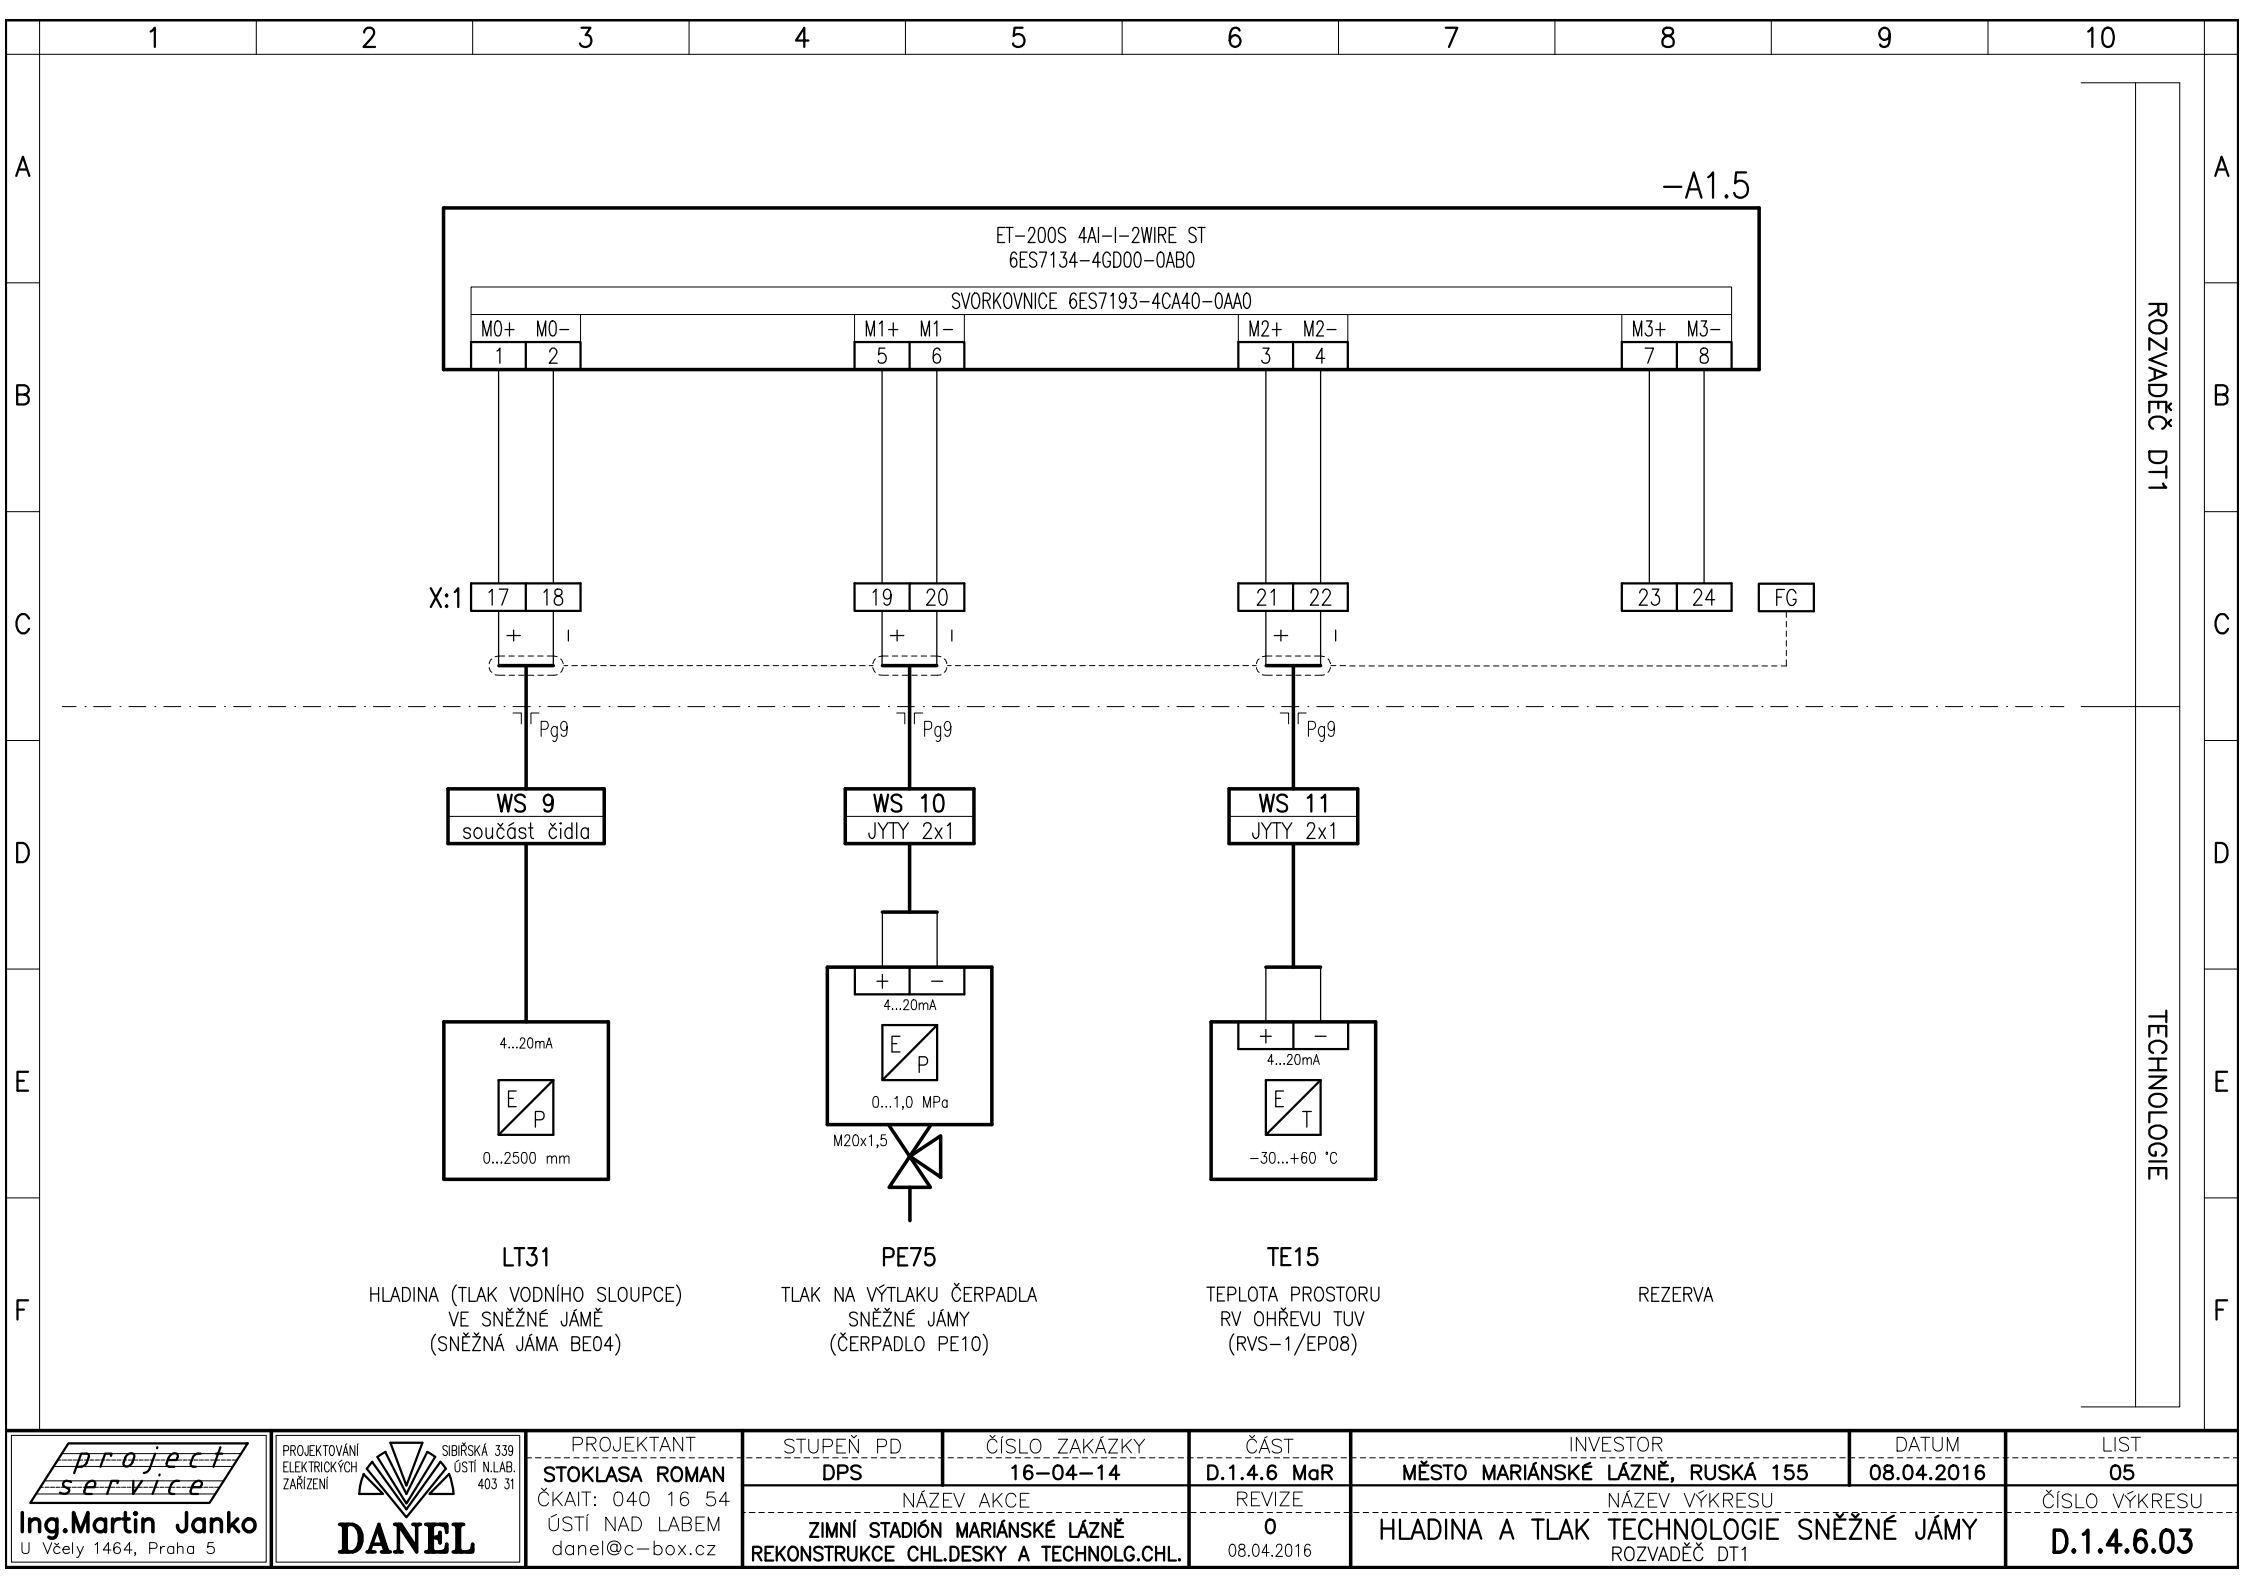 1 2 3 4 5 6 7 8 9 10
A A
-A1.5
ET-200S 4AI-I-2WIRE ST
6ES7134-4GD00-0AB0
SVORKOVNICE 6ES7193-4CA40-0AA0
M0+ M0- M1+ M1- M2+ M2- M3+ M3-
1 2 5 6 3 4 7 8
B B
ROZVADĚČ DT1
X:1 17 18 19 20 21 22 23 24 FG
C C
+ - + - + -
Pg9 Pg9 Pg9
WS 9 WS 10 WS 11
součást čidla JYTY 2x1 JYTY 2x1
D D
+ -
4...20mA
E
P
0...1,0 MPa
M20x1,5
4...20mA
E
P
0...2500 mm
+ -
4...20mA
E
T
-30...+60 °C
E E
TECHNOLOGIE
LT31 PE75 TE15
HLADINA (TLAK VODNÍHO SLOUPCE)
VE SNĚŽNÉ JÁMĚ
(SNĚŽNÁ JÁMA BE04)
TLAK NA VÝTLAKU ČERPADLA
SNĚŽNÉ JÁMY
(ČERPADLO PE10)
TEPLOTA PROSTORU
RV OHŘEVU TUV
(RVS-1/EP08)
REZERVA
F F
project
service
Ing.Martin Janko
U Včely 1464, Praha 5
PROJEKTOVÁNÍ
ELEKTRICKÝCH
ZAŘÍZENÍ
SIBIŘSKÁ 339
ÚSTÍ N.LAB.
403 31
DANEL
PROJEKTANT
STOKLASA ROMAN
ČKAIT: 040 16 54
ÚSTÍ NAD LABEM
danel@c-box.cz
STUPEŇ PD
DPS
ČÍSLO ZAKÁZKY
16-04-14
NÁZEV AKCE
ZIMNÍ STADIÓN MARIÁNSKÉ LÁZNĚ
REKONSTRUKCE CHL.DESKY A TECHNOLG.CHL.
ČÁST
D.1.4.6 MaR
REVIZE
0
08.04.2016
INVESTOR
MĚSTO MARIÁNSKÉ LÁZNĚ, RUSKÁ 155
NÁZEV VÝKRESU
HLADINA A TLAK TECHNOLOGIE SNĚŽNÉ JÁMY
ROZVADĚČ DT1
DATUM
08.04.2016
LIST
05
ČÍSLO VÝKRESU
D.1.4.6.03